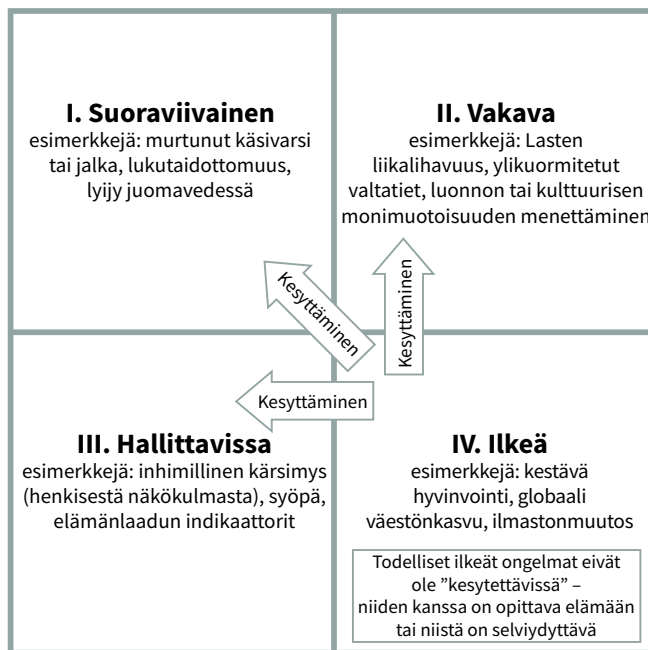 I. Suoraviivainen
esimerkkejä: murtunut käsivarsi
tai jalka, lukutaidottomuus,
lyijy juomavedessä
II. Vakava
esimerkkejä: Lasten
liikalihavuus, ylikuormitetut
valtatiet, luonnon tai kulttuurisen
monimuotoisuuden menettäminen
Kesyttäminen
Kesyttäminen
Kesyttäminen
III. Hallittavissa
esimerkkejä: inhimillinen kärsimys
(henkisestä näkökulmasta), syöpä,
elämänlaadun indikaattorit
IV. Ilkeä
esimerkkejä: kestävä
hyvinvointi, globaali
väestönkasvu, ilmastonmuutos
Todelliset ilkeät ongelmat eivät
ole ”kesytettävissä” –
niiden kanssa on opittava elämään
tai niistä on selviydyttävä